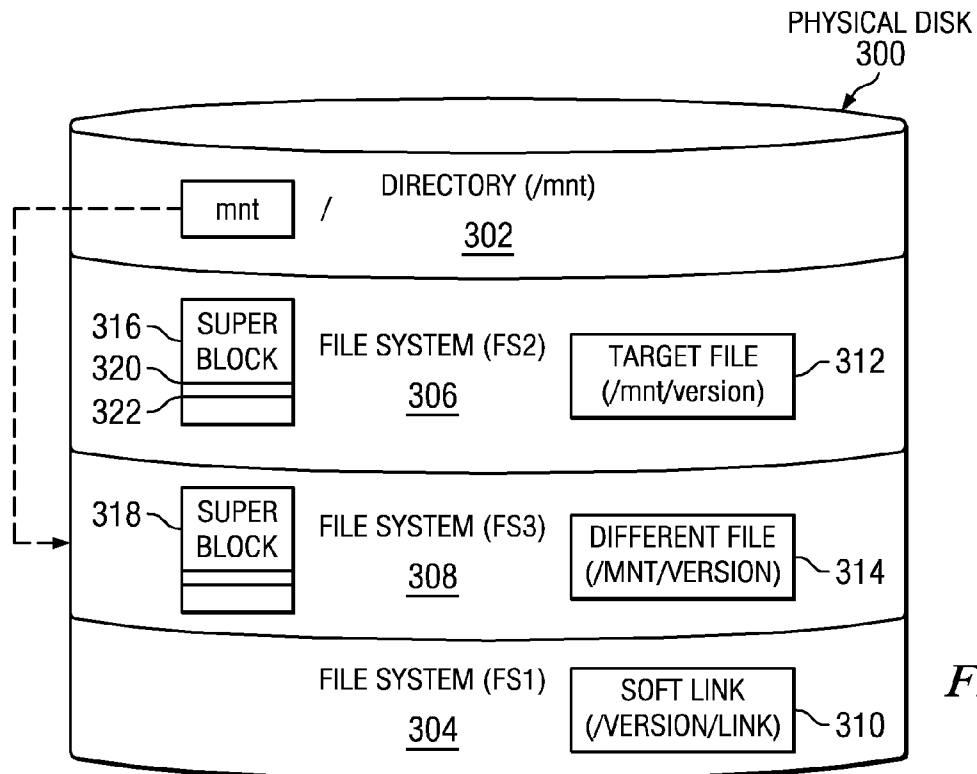 PHYSICAL DISK
300
DIRECTORY (/mnt)
mnt /
302
316
SUPER
BLOCK
320
322
FILE SYSTEM (FS2)
306
TARGET FILE
(/mnt/version)
312
318
SUPER
BLOCK
FILE SYSTEM (FS3)
308
DIFFERENT FILE
(/MNT/VERSION)
314
FILE SYSTEM (FS1)
304
SOFT LINK
(/VERSION/LINK)
310